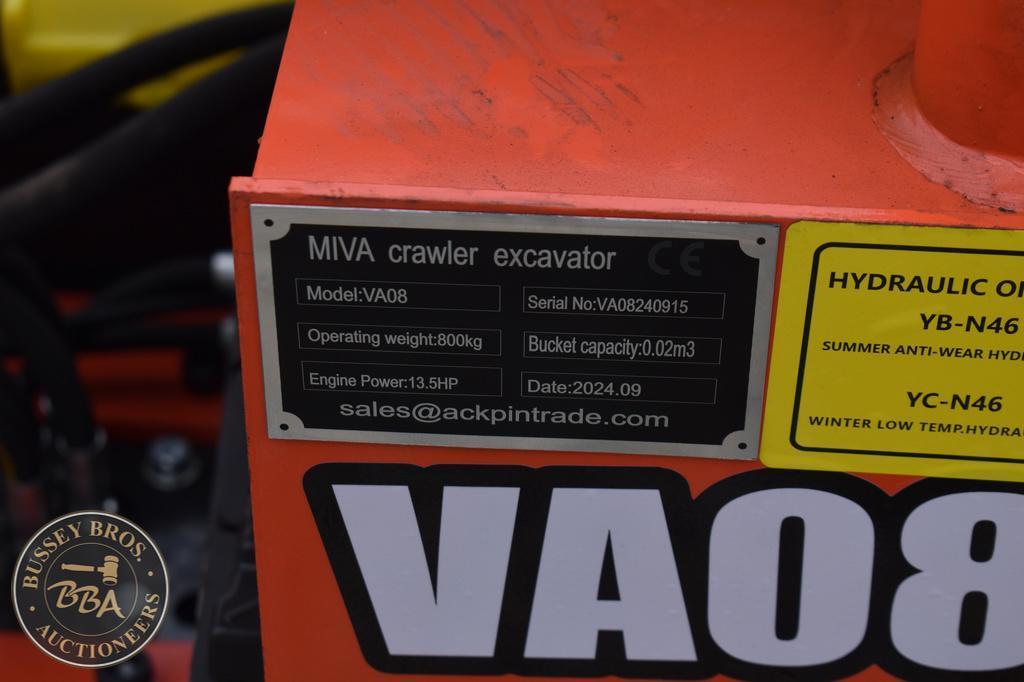 MIVA crawler excavator CE
Model:VA08
Serial No:VA08240915
Operating weight:800kg
Bucket capacity:0.02m3
Engine Power:13.5HP
Date:2024.09
sales@ackpintrade.com
HYDRAULIC
YB-N46
SUMMER ANTI-WEAR
YC-N46
WINTER LOW TEMP.
VA08
BUSSEY BROS.
BBA
AUCTIONEERS